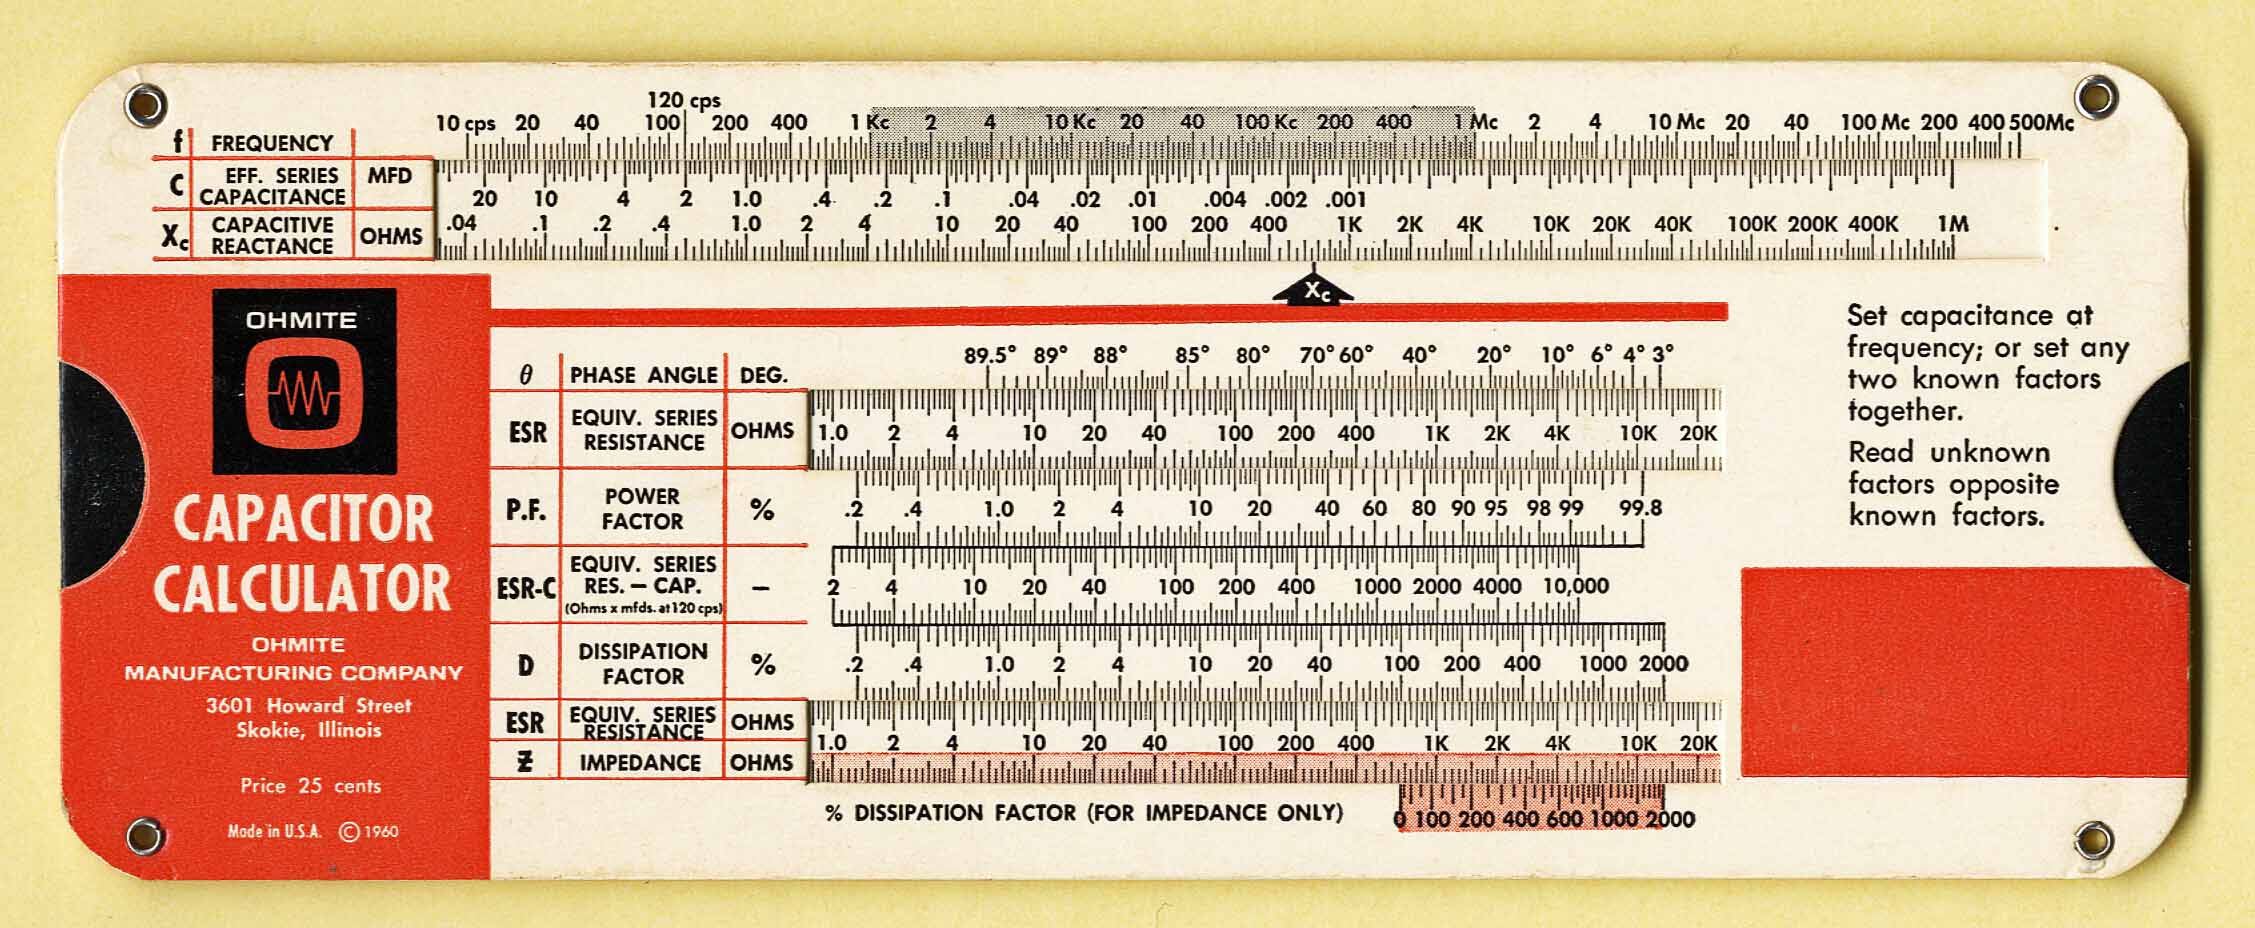 120 cps
10 cps 20 40 100 200 400 1 Kc 2 4 10 Kc 20 40 100 Kc 200 400 1 Mc 2 4 10 Mc 20 40 100 Mc 200 400 500Mc
f FREQUENCY
C EFF. SERIES CAPACITANCE MFD
20 10 4 2 1.0 .4 .2 .1 .04 .02 .01 .004 .002 .001
Xc CAPACITIVE REACTANCE OHMS
.04 .1 .2 .4 1.0 2 4 10 20 40 100 200 400 1K 2K 4K 10K 20K 40K 100K 200K 400K 1M
Xc
OHMITE
CAPACITOR
CALCULATOR
OHMITE
MANUFACTURING COMPANY
3601 Howard Street
Skokie, Illinois
Price 25 cents
Made in U.S.A. © 1960
89.5° 89° 88° 85° 80° 70° 60° 40° 20° 10° 6° 4° 3°
θ PHASE ANGLE DEG.
ESR EQUIV. SERIES RESISTANCE OHMS
1.0 2 4 10 20 40 100 200 400 1K 2K 4K 10K 20K
P.F. POWER FACTOR %
.2 .4 1.0 2 4 10 20 40 60 80 90 95 98 99 99.8
ESR-C EQUIV. SERIES RES. – CAP. (Ohms x mfds. at 120 cps) –
2 4 10 20 40 100 200 400 1000 2000 4000 10,000
D DISSIPATION FACTOR %
.2 .4 1.0 2 4 10 20 40 100 200 400 1000 2000
ESR EQUIV. SERIES RESISTANCE OHMS
1.0 2 4 10 20 40 100 200 400 1K 2K 4K 10K 20K
Z IMPEDANCE OHMS
% DISSIPATION FACTOR (FOR IMPEDANCE ONLY)
0 100 200 400 600 1000 2000
Set capacitance at
frequency; or set any
two known factors
together.
Read unknown
factors opposite
known factors.